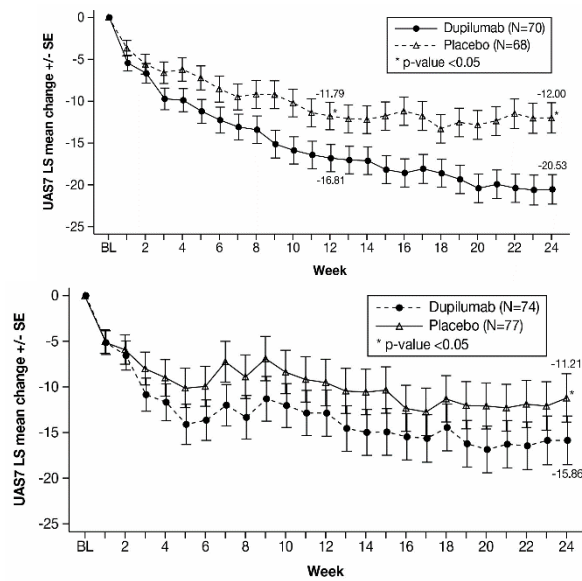 UAS7 LS mean change +/- SE
0
-5
-10
-15
-20
-25
Dupilumab (N=70)
Placebo (N=68)
* p-value <0.05
-11.79
*
-16.81
-12.00
*
-20.53
BL 2 4 6 8 10 12 14 16 18 20 22 24
Week
UAS7 LS mean change +/- SE
0
-5
-10
-15
-20
-25
Dupilumab (N=74)
Placebo (N=77)
* p-value <0.05
-11.21
*
-15.86
BL 2 4 6 8 10 12 14 16 18 20 22 24
Week